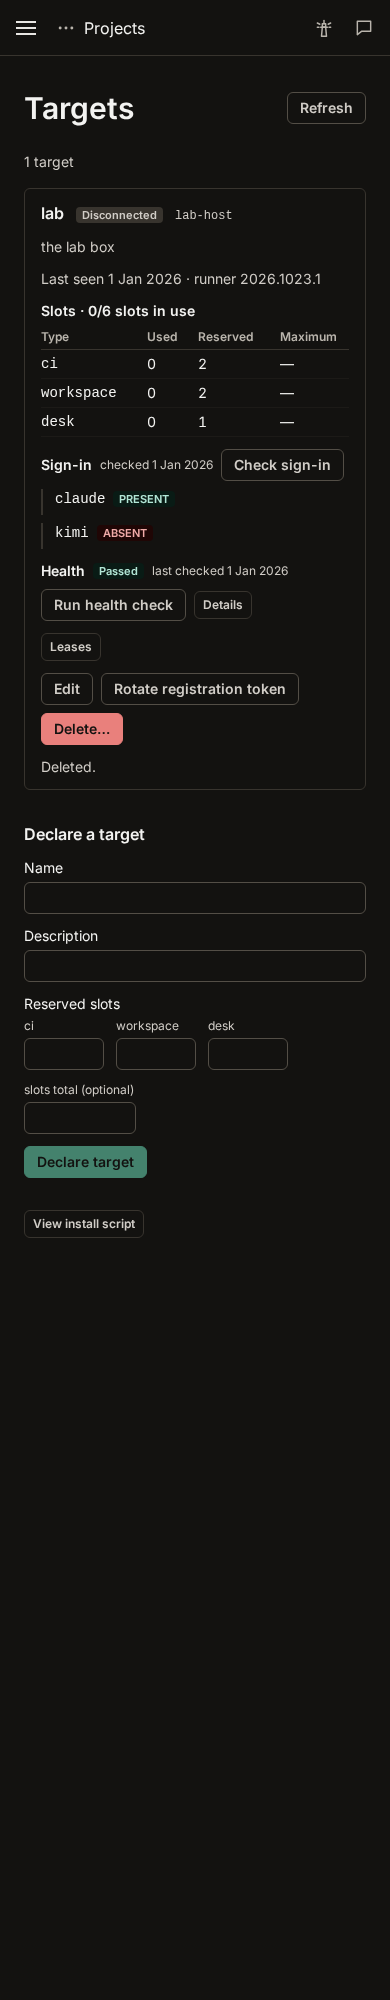 Projects
Targets
Refresh
1 target
lab Disconnected lab-host
the lab box
Last seen 1 Jan 2026 · runner 2026.1023.1
Slots · 0/6 slots in use
Type Used Reserved Maximum
ci 0 2 —
workspace 0 2 —
desk 0 1 —
Sign-in checked 1 Jan 2026 Check sign-in
claude PRESENT
kimi ABSENT
Health Passed last checked 1 Jan 2026
Run health check Details
Leases
Edit Rotate registration token
Delete...
Deleted.
Declare a target
Name
Description
Reserved slots
ci workspace desk
slots total (optional)
Declare target
View install script